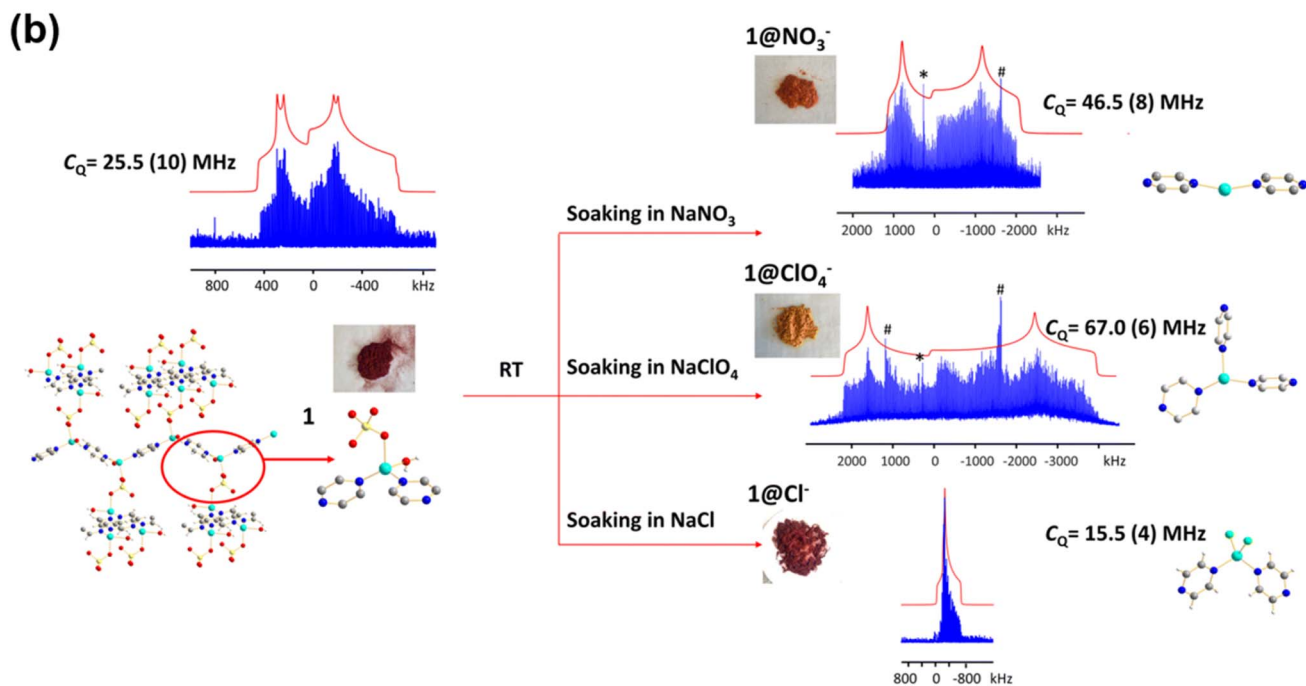 (b)
C_Q= 25.5 (10) MHz
800 400 0 -400 kHz
1
RT
Soaking in NaNO₃
Soaking in NaClO₄
Soaking in NaCl
1@NO₃⁻
*
#
C_Q= 46.5 (8) MHz
2000 1000 0 -1000 -2000 kHz
1@ClO₄⁻
#
*
#
C_Q= 67.0 (6) MHz
2000 1000 0 -1000 -2000 -3000 kHz
1@Cl⁻
C_Q= 15.5 (4) MHz
800 0 -800 kHz